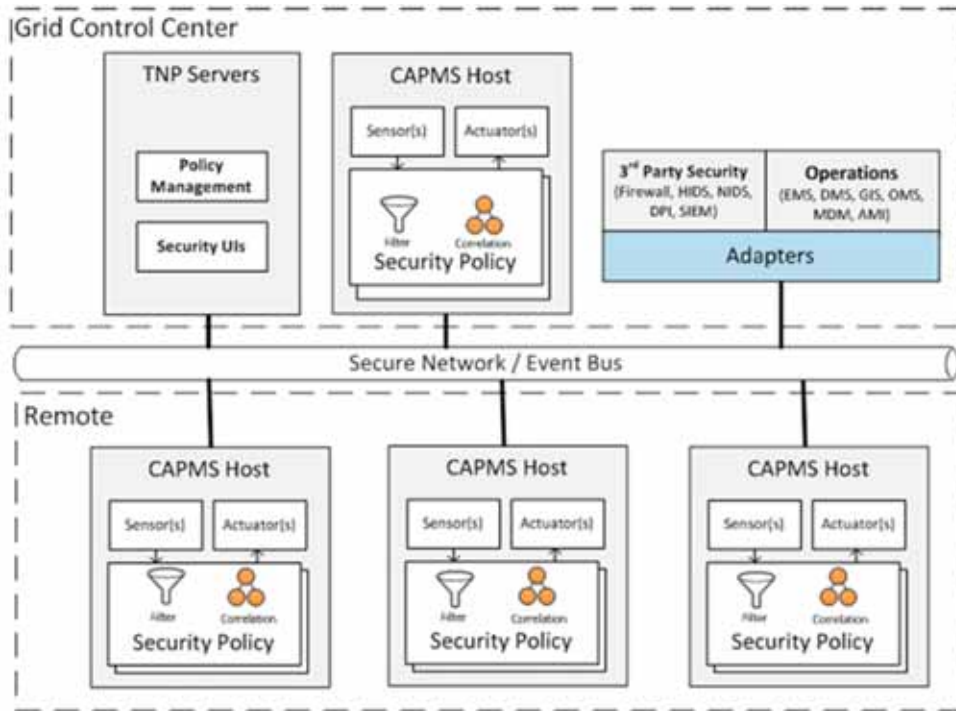 Grid Control Center
TNP Servers
Policy
Management
Security UIs
CAPMS Host
Sensor(s)
Actuator(s)
Filter
Correlation
Security Policy
3rd Party Security
(Firewall, HIDS, NIDS,
DPI, SIEM)
Operations
(EMS, DMS, GIS, OMS,
MDM, AMI)
Adapters
Secure Network / Event Bus
Remote
CAPMS Host
Sensor(s)
Actuator(s)
Filter
Correlation
Security Policy
CAPMS Host
Sensor(s)
Actuator(s)
Filter
Correlation
Security Policy
CAPMS Host
Sensor(s)
Actuator(s)
Filter
Correlation
Security Policy